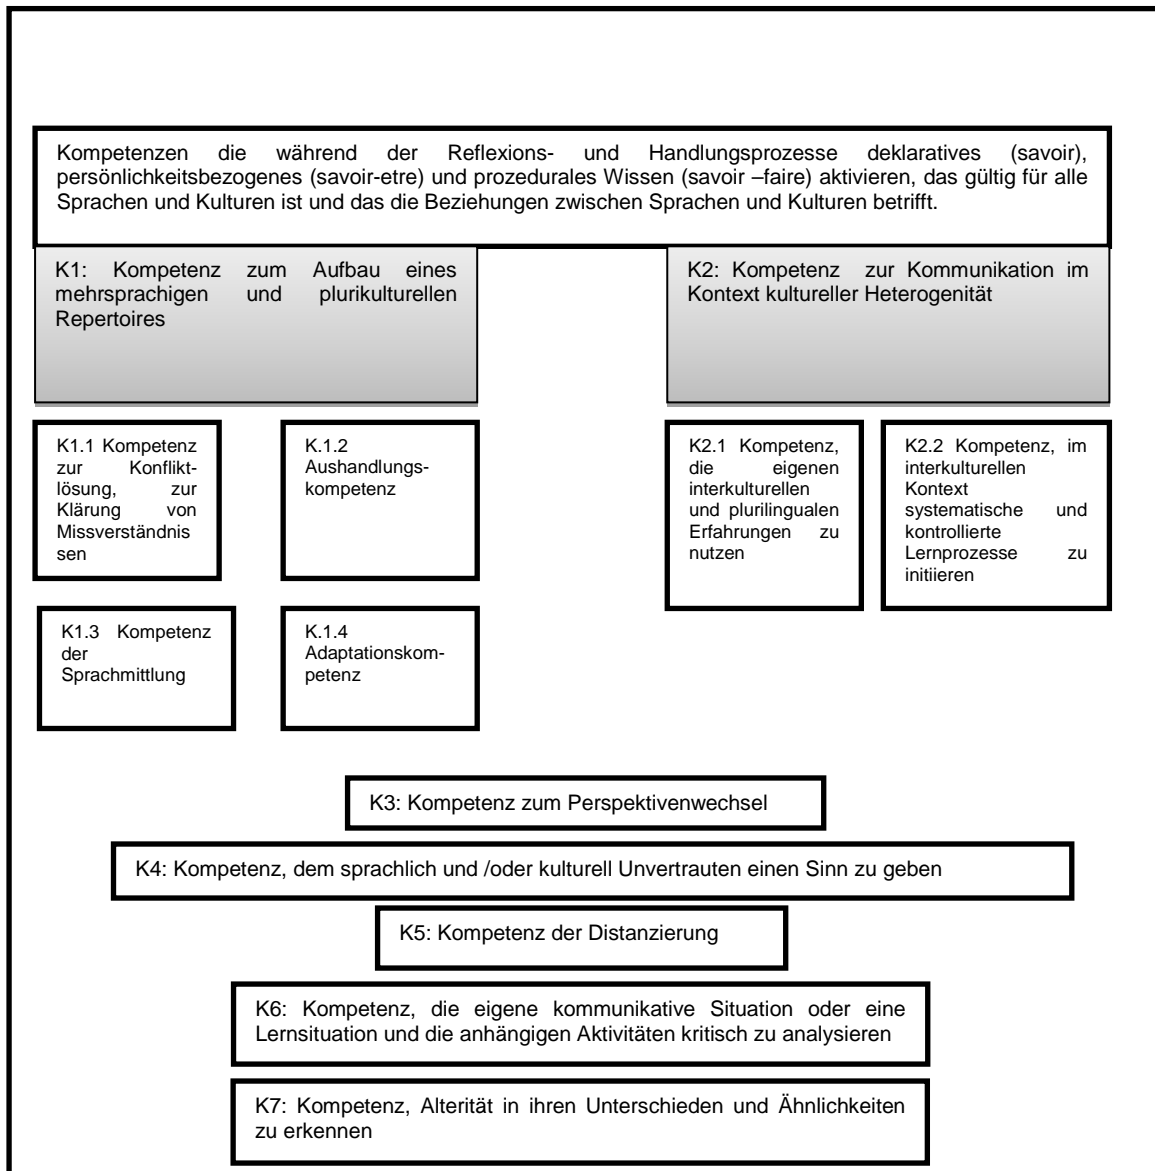 Kompetenzen die während der Reflexions- und Handlungsprozesse deklaratives (savoir),
persönlichkeitsbezogenes (savoir-etre) und prozedurales Wissen (savoir –faire) aktivieren, das gültig für alle
Sprachen und Kulturen ist und das die Beziehungen zwischen Sprachen und Kulturen betrifft.
K1: Kompetenz zum Aufbau eines
mehrsprachigen und plurikulturellen
Repertoires
K2: Kompetenz zur Kommunikation im
Kontext kultureller Heterogenität
K1.1 Kompetenz
zur Konflikt-
lösung, zur
Klärung von
Missverständnis
sen
K.1.2
Aushandlungs-
kompetenz
K2.1 Kompetenz,
die eigenen
interkulturellen
und plurilingualen
Erfahrungen zu
nutzen
K2.2 Kompetenz, im
interkulturellen
Kontext
systematische und
kontrollierte
Lernprozesse zu
initiieren
K1.3 Kompetenz
der
Sprachmittlung
K.1.4
Adaptationskom-
petenz
K3: Kompetenz zum Perspektivenwechsel
K4: Kompetenz, dem sprachlich und /oder kulturell Unvertrauten einen Sinn zu geben
K5: Kompetenz der Distanzierung
K6: Kompetenz, die eigene kommunikative Situation oder eine
Lernsituation und die anhängigen Aktivitäten kritisch zu analysieren
K7: Kompetenz, Alterität in ihren Unterschieden und Ähnlichkeiten
zu erkennen